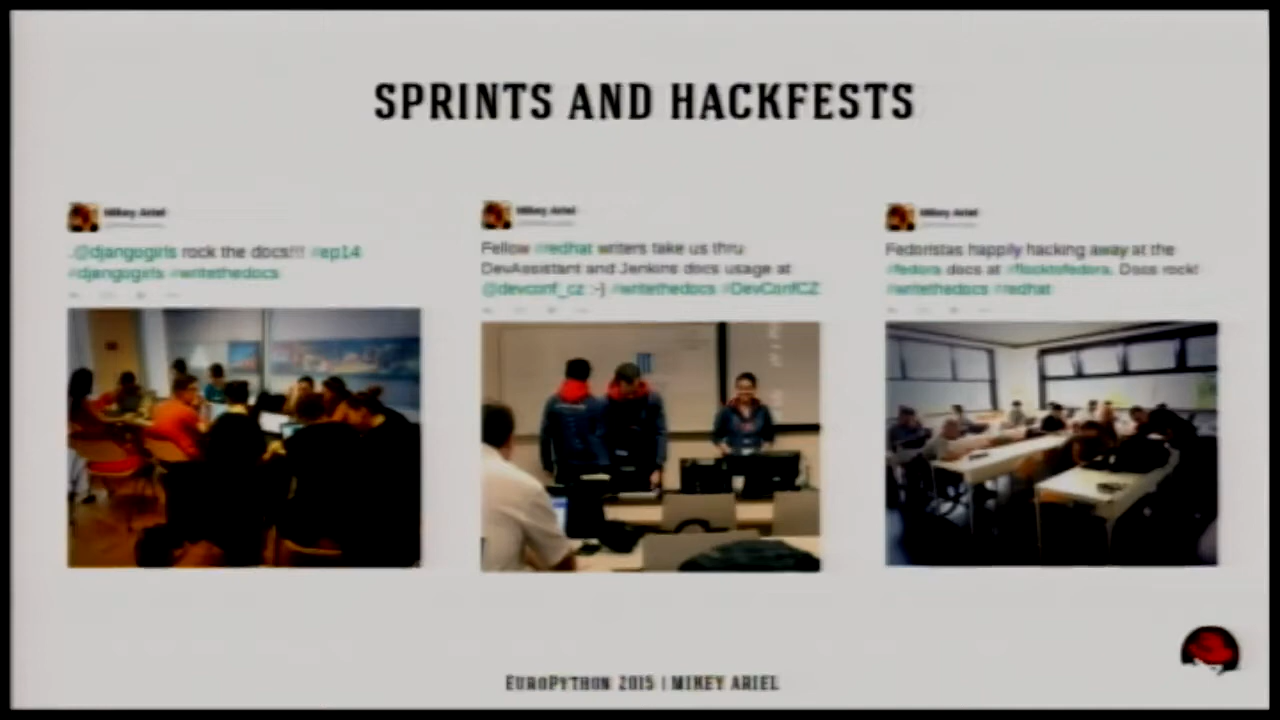 SPRINTS AND HACKFESTS
Mikey Ariel
.@djangogirls rock the docs!!! #ep14
#djangogirls #writethedocs
Mikey Ariel
Fellow #redhat writers take us thru
DevAssistant and Jenkins docs usage at
@devconf_cz :-) #writethedocs #DevConfCZ
Mikey Ariel
Fedoristas happily hacking away at the
#fedora docs at #flocktofedora. Docs rock!
#writethedocs #redhat
EUROPYTHON 2015 | MIKEY ARIEL